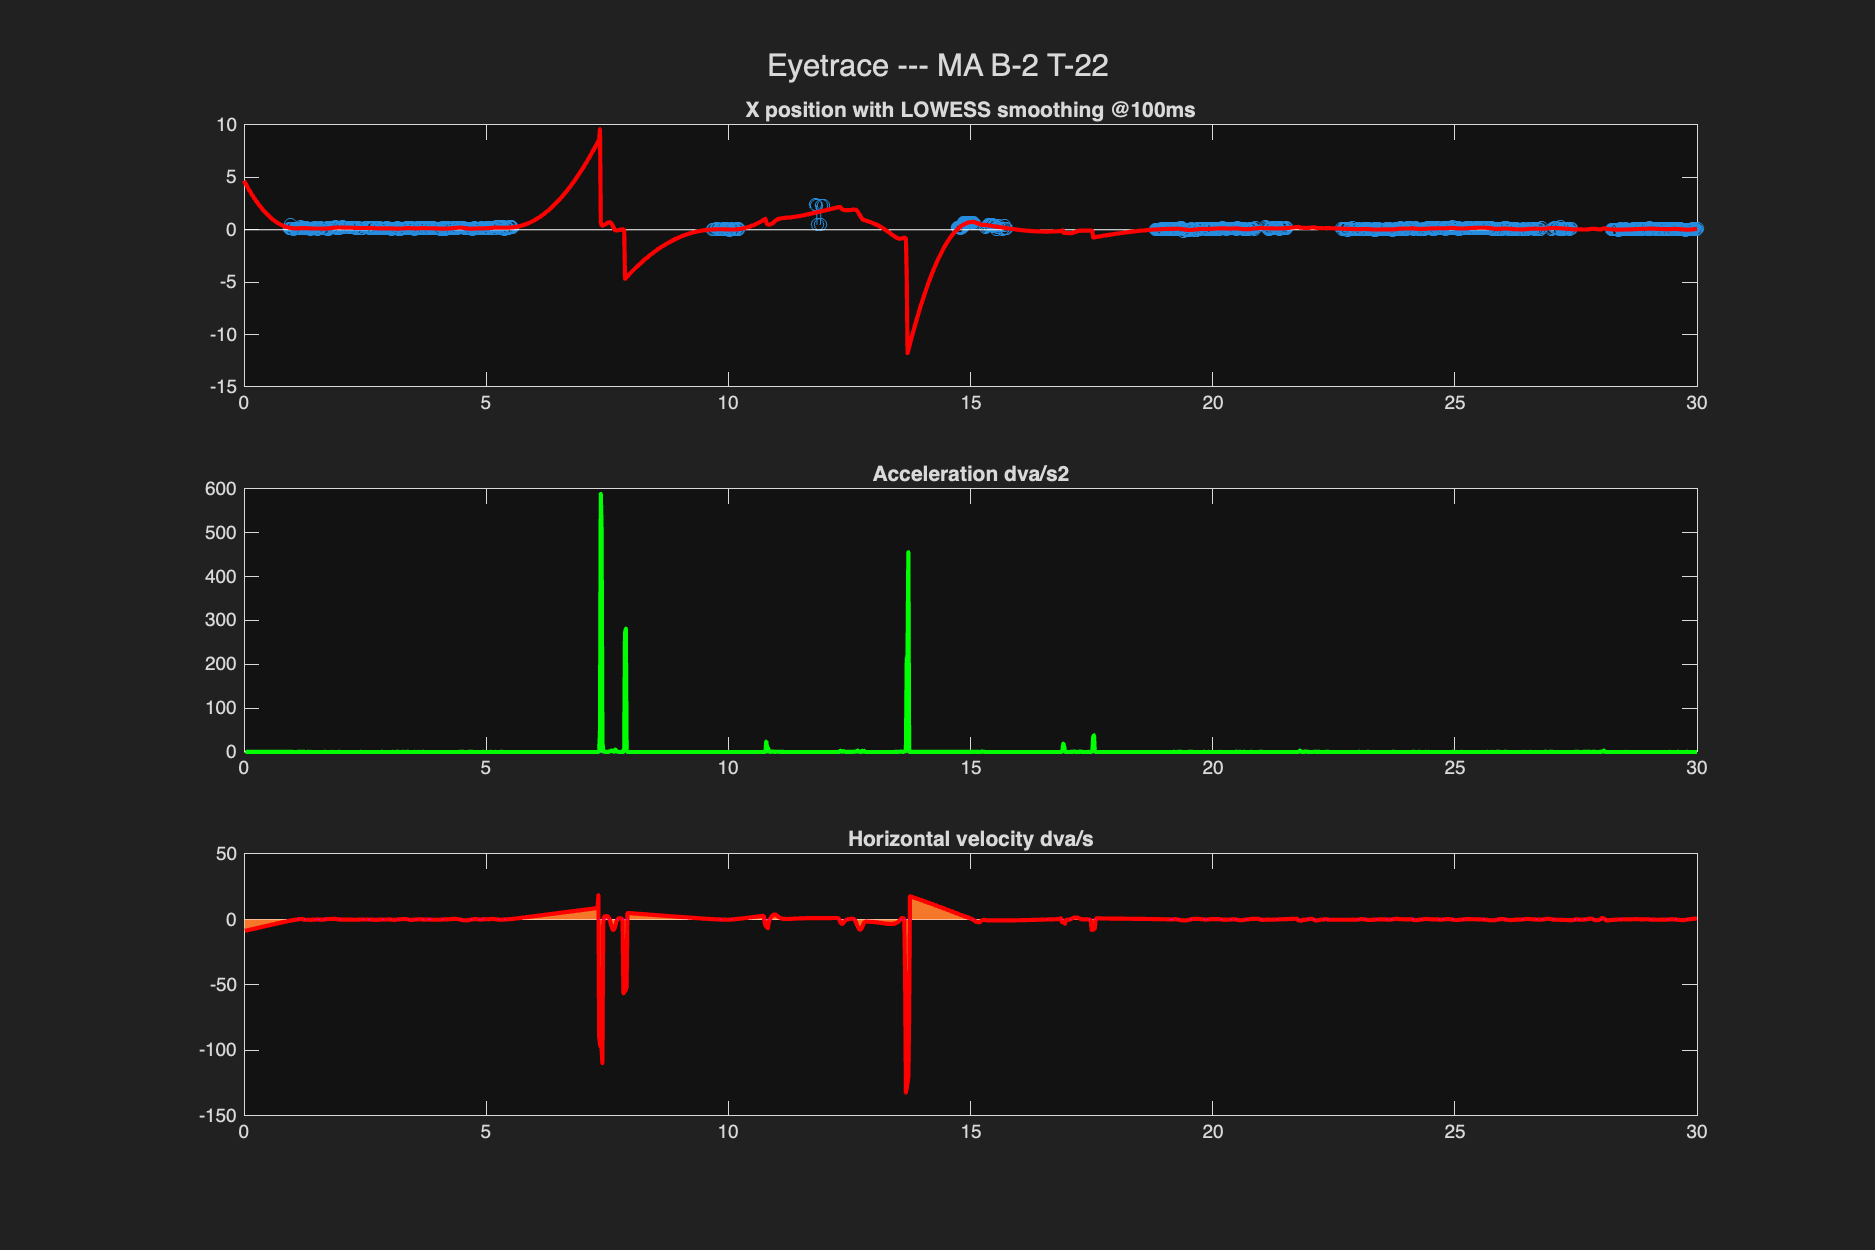 Eyetrace --- MA B-2 T-22
X position with LOWESS smoothing @100ms
10
5
0
-5
-10
-15
0 5 10 15 20 25 30
Acceleration dva/s2
600
500
400
300
200
100
0
0 5 10 15 20 25 30
Horizontal velocity dva/s
50
0
-50
-100
-150
0 5 10 15 20 25 30